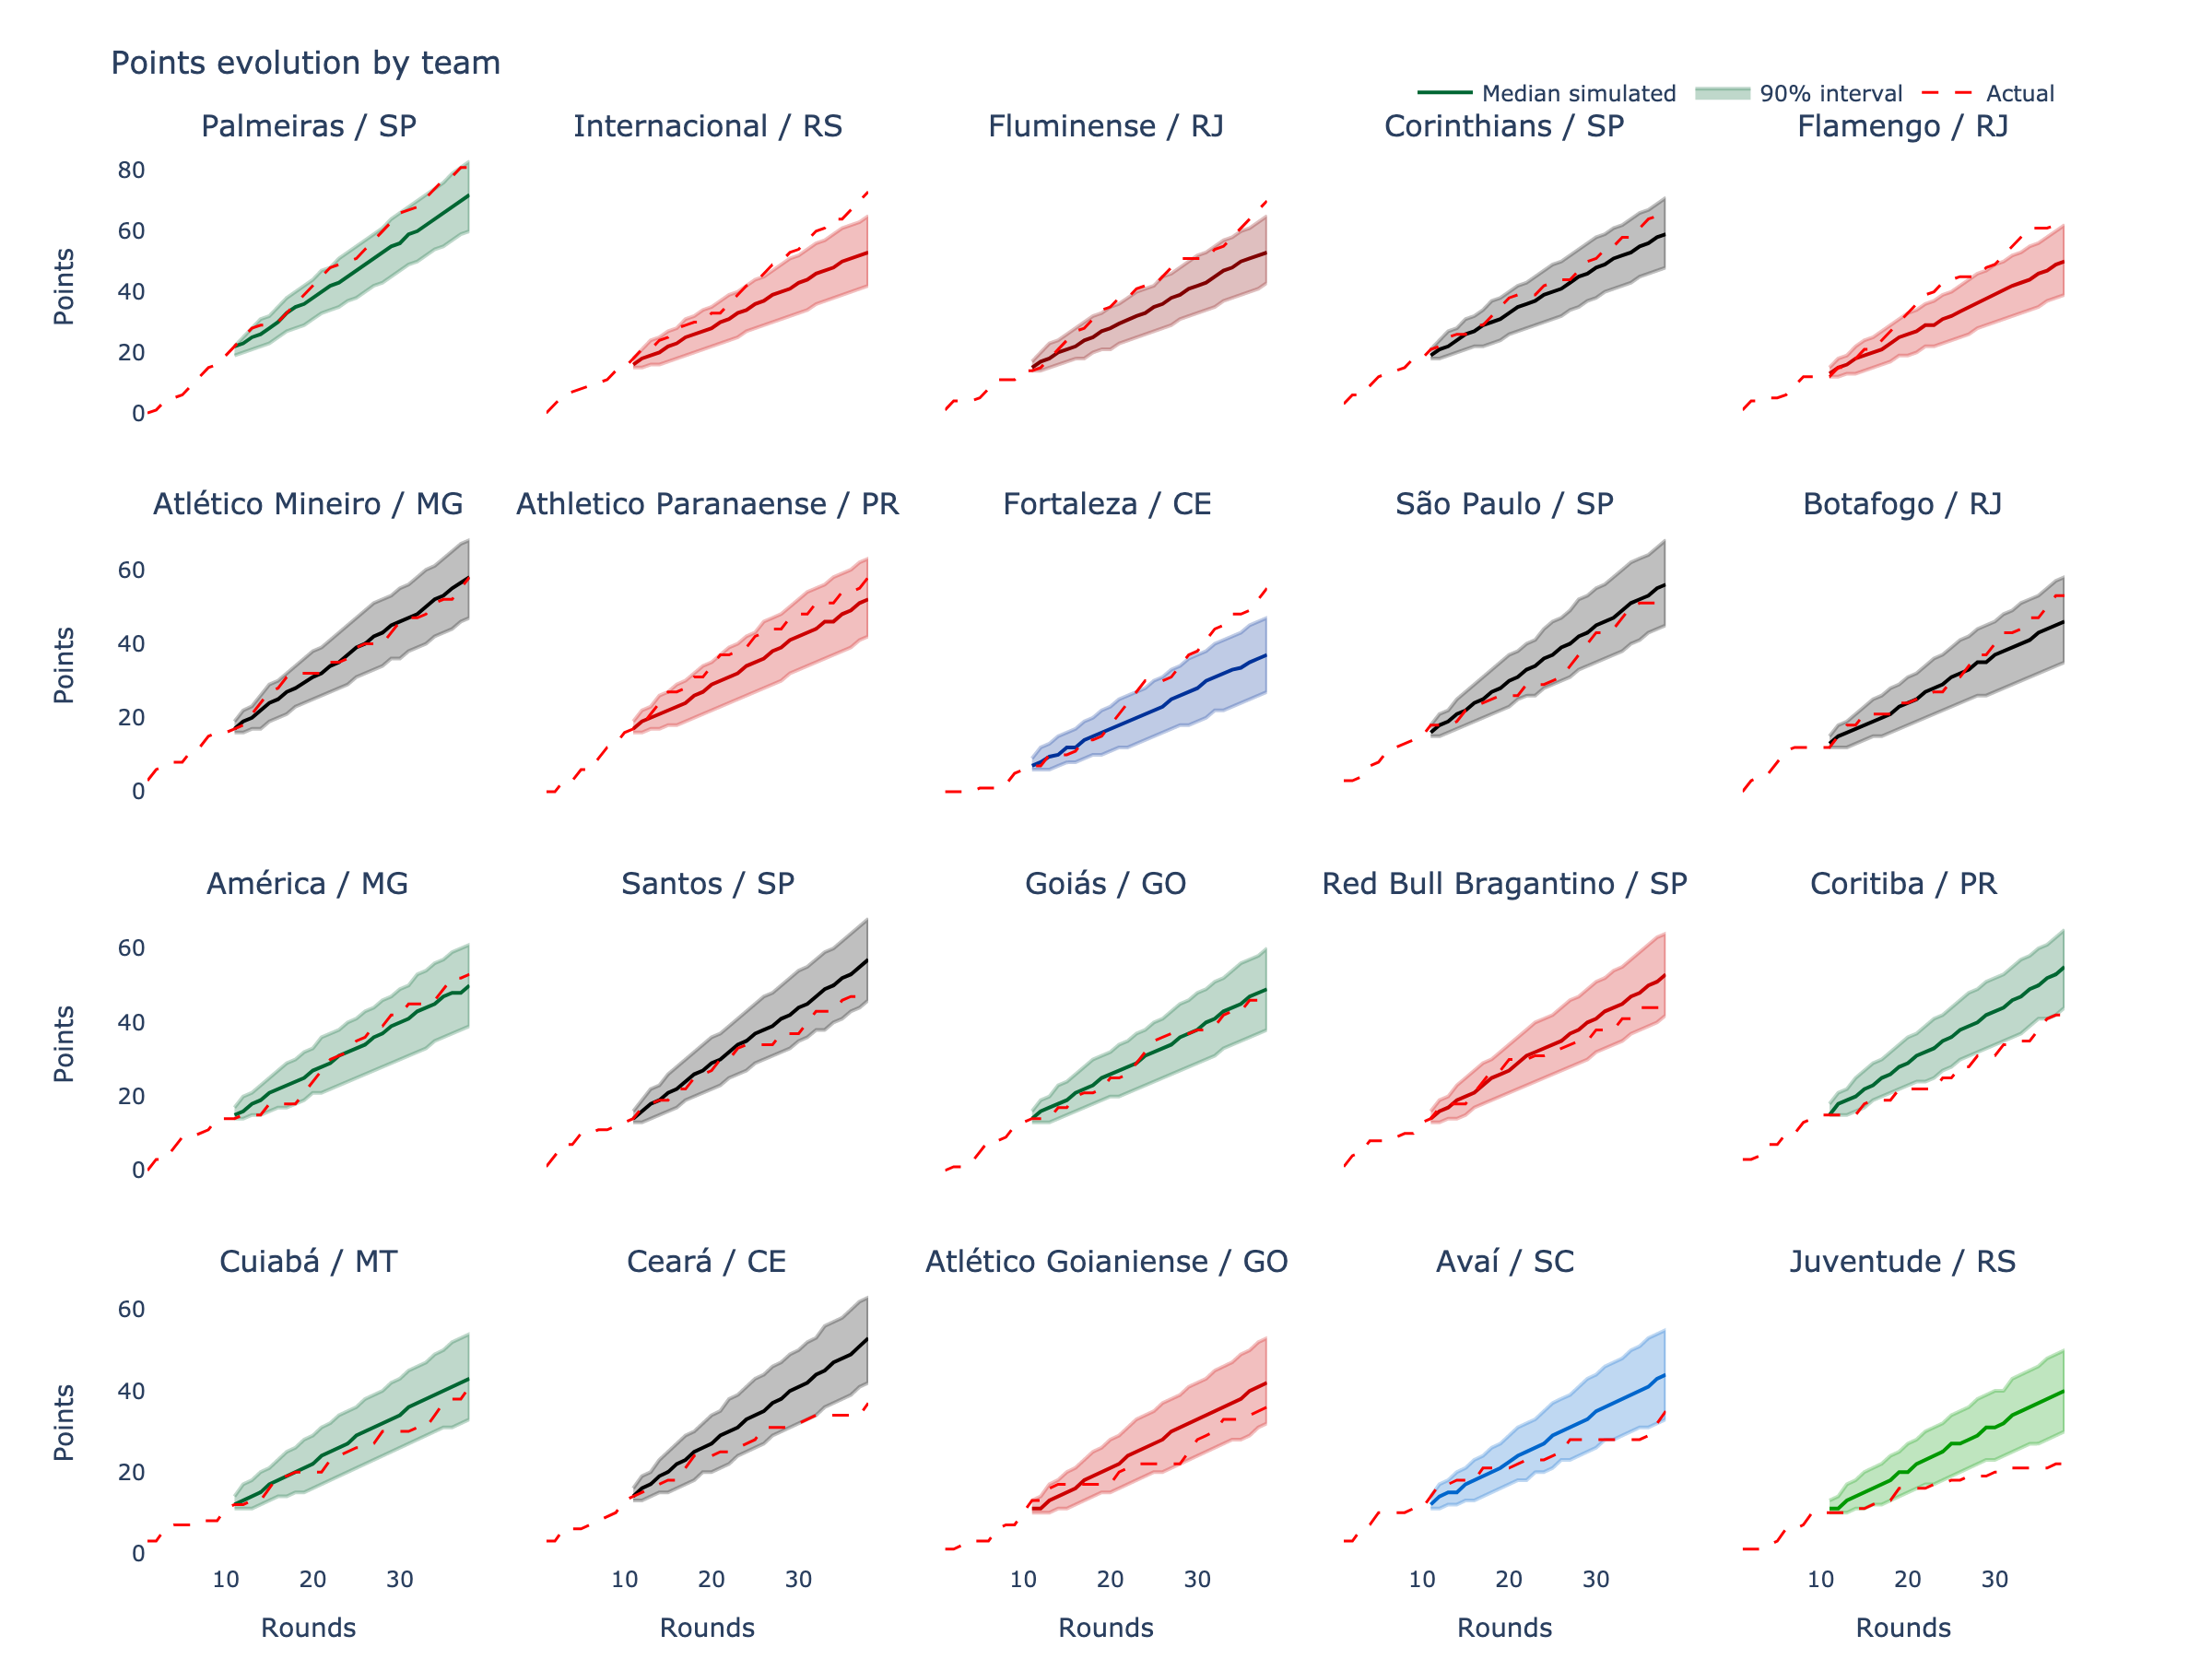 Points evolution by team
Median simulated 90% interval Actual
Palmeiras / SP Internacional / RS Fluminense / RJ Corinthians / SP Flamengo / RJ
80
60
40
20
0
Points
Atlético Mineiro / MG Athletico Paranaense / PR Fortaleza / CE São Paulo / SP Botafogo / RJ
60
40
20
0
Points
América / MG Santos / SP Goiás / GO Red Bull Bragantino / SP Coritiba / PR
60
40
20
0
Points
Cuiabá / MT Ceará / CE Atlético Goianiense / GO Avaí / SC Juventude / RS
60
40
20
0
Points
10 20 30 10 20 30 10 20 30 10 20 30 10 20 30
Rounds Rounds Rounds Rounds Rounds